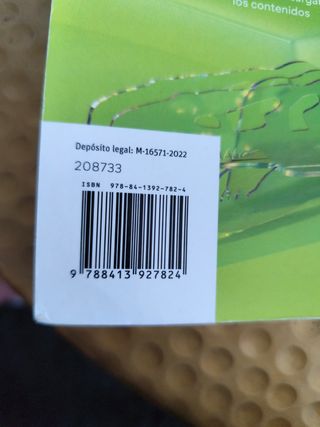 los contenidos
Depósito legal: M-16571-2022
208733
ISBN 978-84-1392-782-4
9 788413 927824